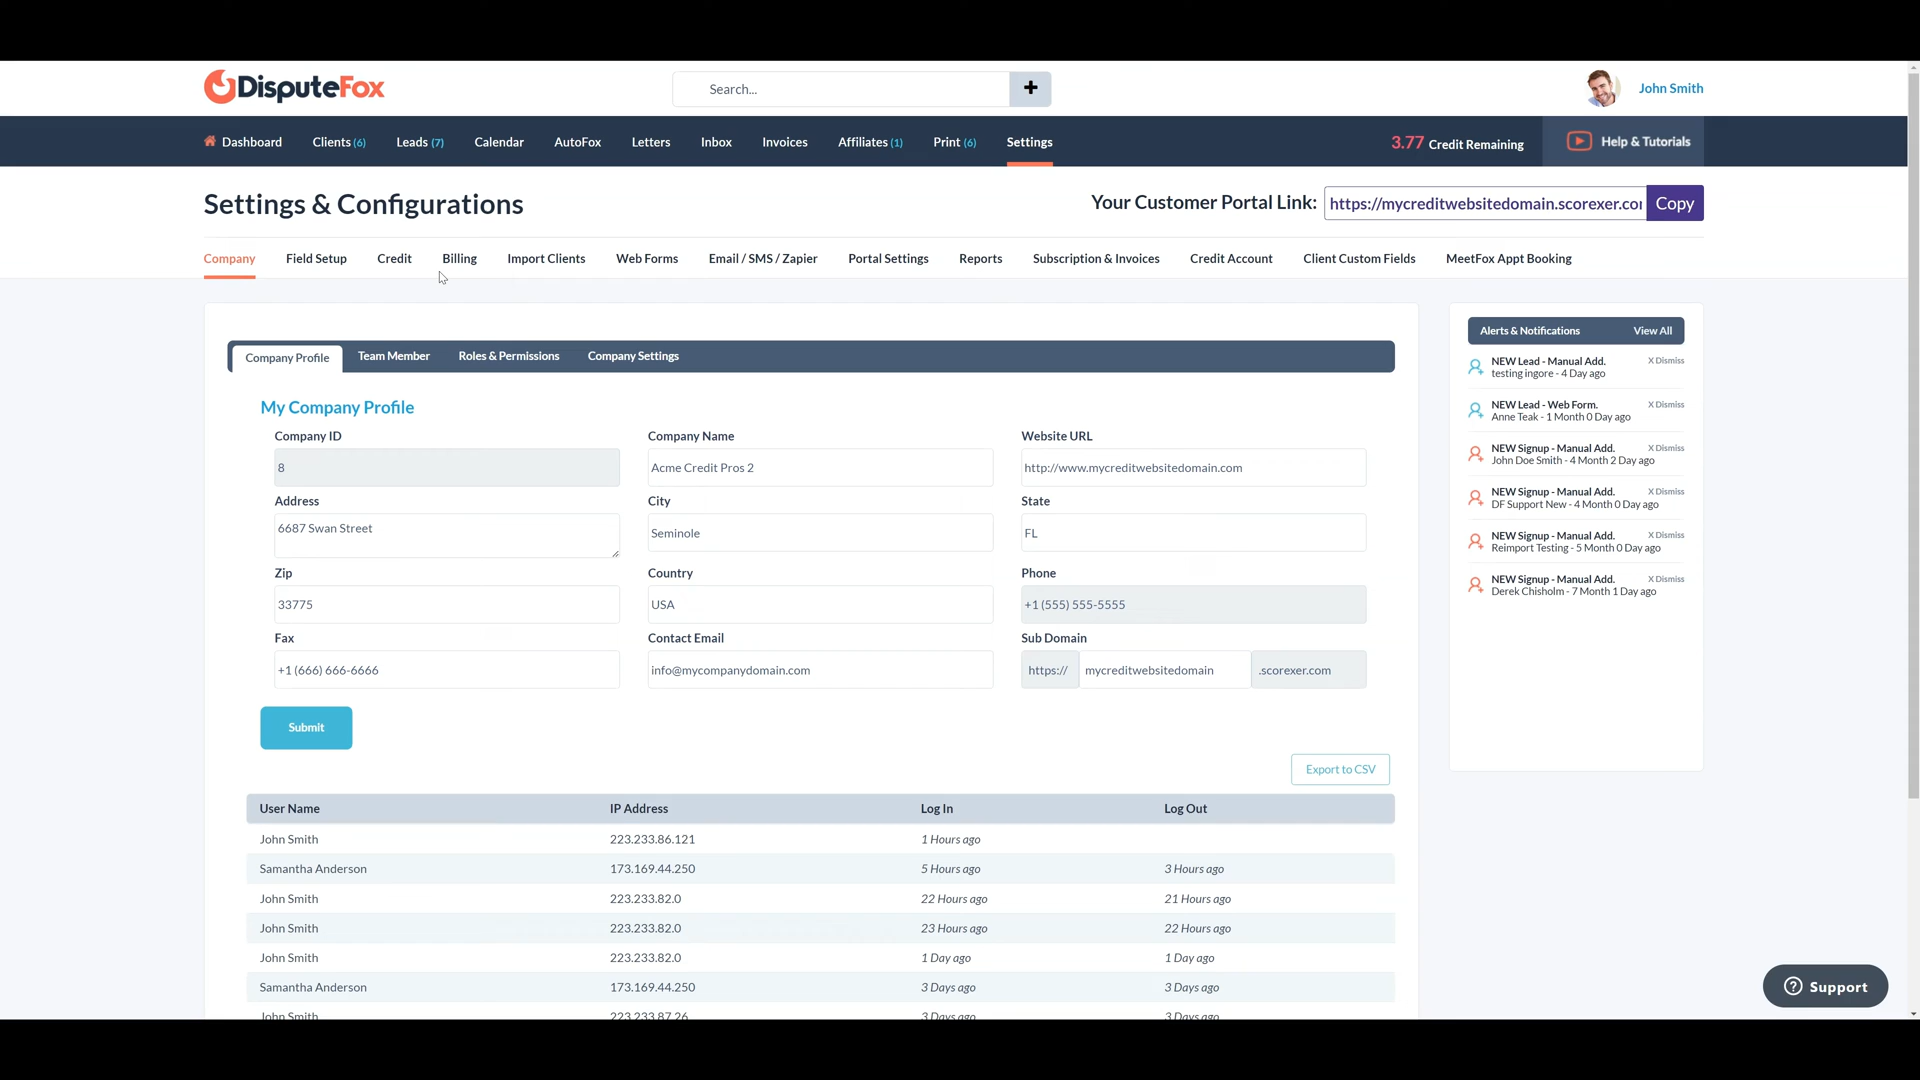 DisputeFox
Search...
John Smith
Dashboard Clients (6) Leads (7) Calendar AutoFox Letters Inbox Invoices Affiliates (1) Print (6) Settings 3.77 Credit Remaining Help & Tutorials
Settings & Configurations Your Customer Portal Link: https://mycreditwebsitedomain.scorexer.co Copy
Company Field Setup Credit Billing Import Clients Web Forms Email / SMS / Zapier Portal Settings Reports Subscription & Invoices Credit Account Client Custom Fields MeetFox Appt Booking
Company Profile Team Member Roles & Permissions Company Settings
My Company Profile
Company ID Company Name Website URL
8 Acme Credit Pros 2 http://www.mycreditwebsitedomain.com
Address City State
6687 Swan Street Seminole FL
Zip Country Phone
33775 USA +1 (555) 555-5555
Fax Contact Email Sub Domain
+1 (666) 666-6666 info@mycompanydomain.com https:// mycreditwebsitedomain .scorexer.com
Submit
Export to CSV
User Name IP Address Log In Log Out
John Smith 223.233.86.121 1 Hours ago
Samantha Anderson 173.169.44.250 5 Hours ago 3 Hours ago
John Smith 223.233.82.0 22 Hours ago 21 Hours ago
John Smith 223.233.82.0 23 Hours ago 22 Hours ago
John Smith 223.233.82.0 1 Day ago 1 Day ago
Samantha Anderson 173.169.44.250 3 Days ago 3 Days ago
John Smith 223.233.87.26 3 Days ago 3 Days ago
Alerts & Notifications View All
NEW Lead - Manual Add. X Dismiss
testing ingore - 4 Day ago
NEW Lead - Web Form. X Dismiss
Anne Teak - 1 Month 0 Day ago
NEW Signup - Manual Add. X Dismiss
John Doe Smith - 4 Month 2 Day ago
NEW Signup - Manual Add. X Dismiss
DF Support New - 4 Month 0 Day ago
NEW Signup - Manual Add. X Dismiss
Reimport Testing - 5 Month 0 Day ago
NEW Signup - Manual Add. X Dismiss
Derek Chisholm - 7 Month 1 Day ago
Support